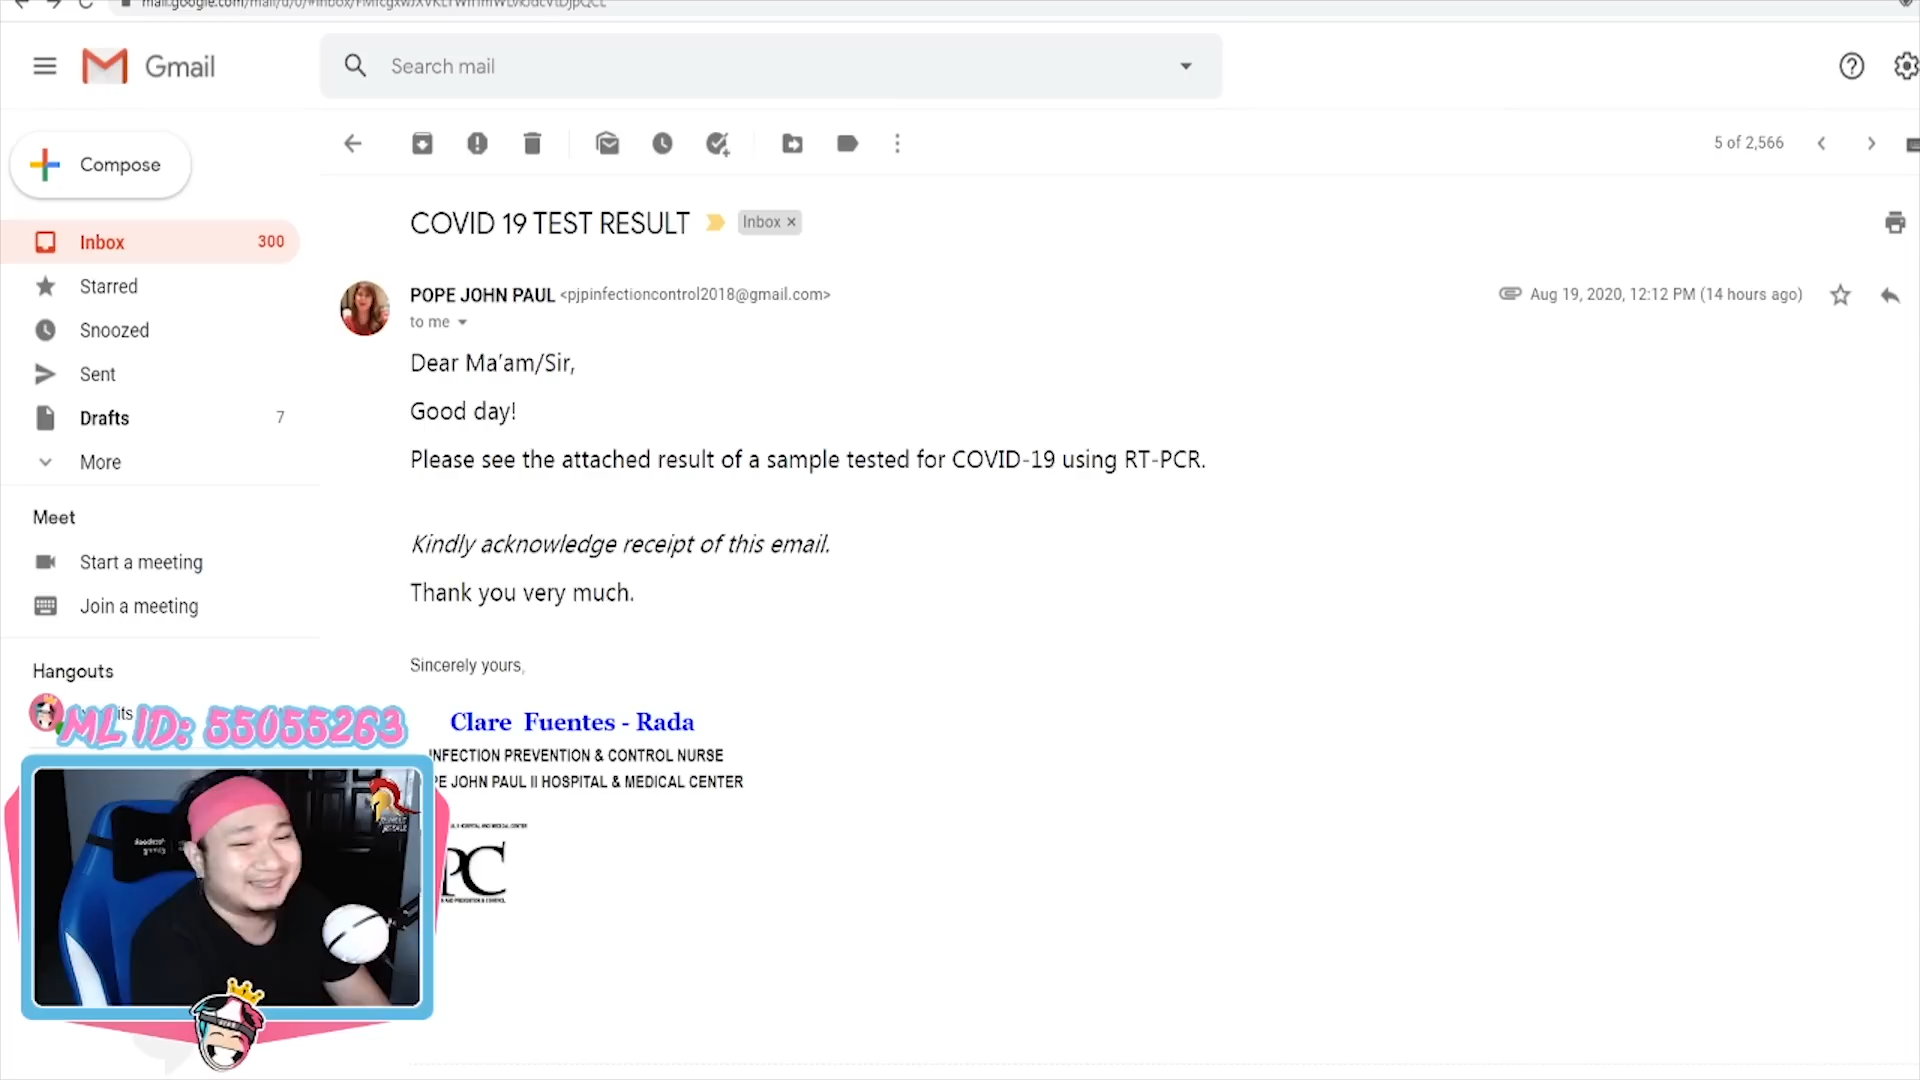 Gmail
Search mail
Compose
5 of 2,566
Inbox 300
Starred
Snoozed
Sent
Drafts 7
More
Meet
Start a meeting
Join a meeting
Hangouts
COVID 19 TEST RESULT Inbox
POPE JOHN PAUL <pjpinfectioncontrol2018@gmail.com>
Aug 19, 2020, 12:12 PM (14 hours ago)
to me
Dear Ma'am/Sir,
Good day!
Please see the attached result of a sample tested for COVID-19 using RT-PCR.
Kindly acknowledge receipt of this email.
Thank you very much.
Sincerely yours,
Clare Fuentes - Rada
INFECTION PREVENTION & CONTROL NURSE
PE JOHN PAUL II HOSPITAL & MEDICAL CENTER
PC
ML ID: 55055263